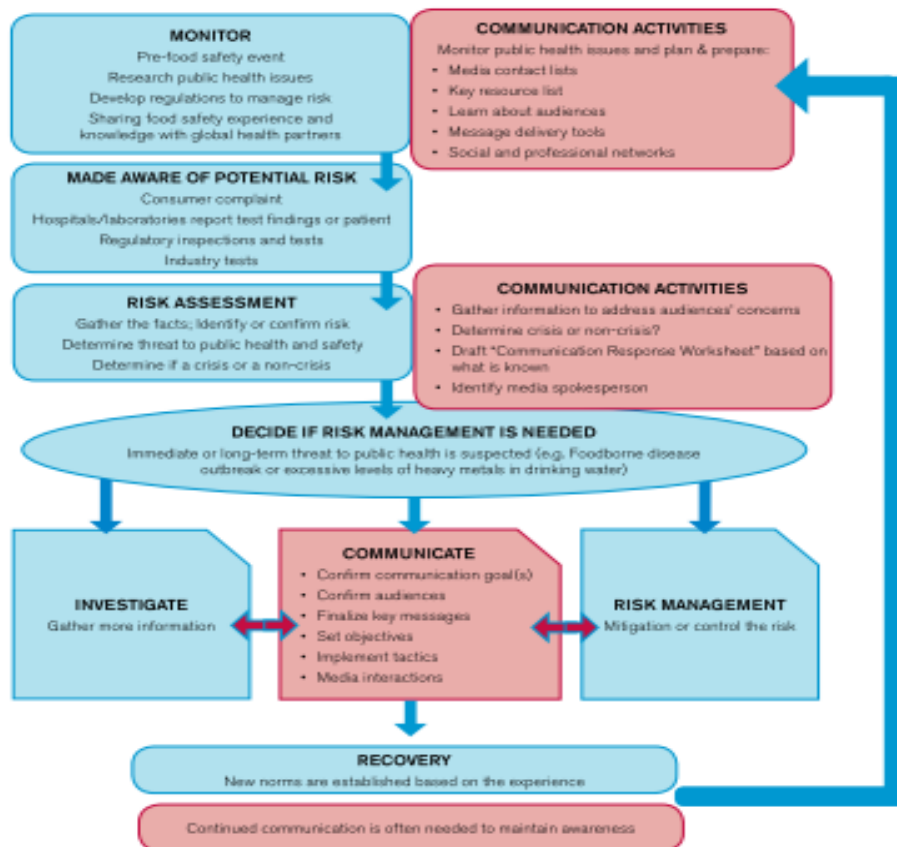 MONITOR
Pre-food safety event
Research public health issues
Develop regulations to manage risk
Sharing food safety experience and
knowledge with global health partners
COMMUNICATION ACTIVITIES
Monitor public health issues and plan & prepare:
• Media contact lists
• Key resource list
• Learn about audiences
• Message delivery tools
• Social and professional networks
MADE AWARE OF POTENTIAL RISK
Consumer complaint
Hospitals/laboratories report test findings or patient
Regulatory inspections and tests
Industry tests
RISK ASSESSMENT
Gather the facts; Identify or confirm risk
Determine threat to public health and safety
Determine if a crisis or a non-crisis
COMMUNICATION ACTIVITIES
• Gather information to address audiences' concerns
• Determine crisis or non-crisis?
• Draft "Communication Response Worksheet" based on
what is known
• Identify media spokesperson
DECIDE IF RISK MANAGEMENT IS NEEDED
Immediate or long-term threat to public health is suspected (e.g. Foodborne disease
outbreak or excessive levels of heavy metals in drinking water)
INVESTIGATE
Gather more information
COMMUNICATE
• Confirm communication goal(s)
• Confirm audiences
• Finalize key messages
• Set objectives
• Implement tactics
• Media interactions
RISK MANAGEMENT
Mitigation or control the risk
RECOVERY
New norms are established based on the experience
Continued communication is often needed to maintain awareness